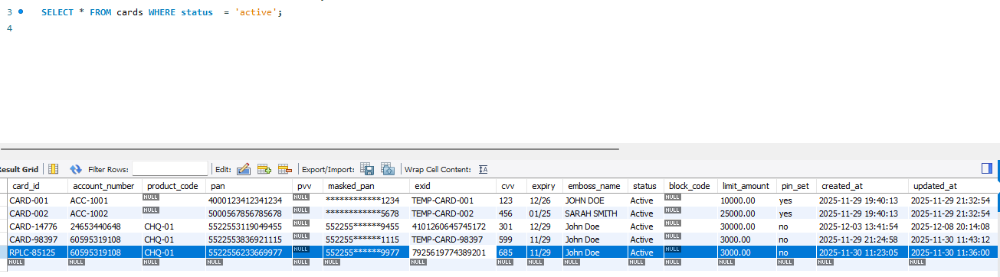 3 SELECT * FROM cards WHERE status = 'active';
4
Result Grid Filter Rows: Edit: Export/Import: Wrap Cell Content: IA
card_id account_number product_code pan pvv masked_pan exid cvv expiry emboss_name status block_code limit_amount pin_set created_at updated_at
CARD-001 ACC-1001 NULL 4000123412341234 NULL ************1234 TEMP-CARD-001 123 12/26 JOHN DOE Active NULL 10000.00 yes 2025-11-29 19:40:13 2025-11-29 21:32:54
CARD-002 ACC-1002 NULL 5000567856785678 NULL ************5678 TEMP-CARD-002 456 01/25 SARAH SMITH Active NULL 25000.00 yes 2025-11-29 19:40:13 2025-11-29 21:32:54
CARD-14776 24653440648 CHQ-01 5522553119049455 NULL 552255******9455 4101260645745172 301 12/29 John Doe Active NULL 30000.00 no 2025-12-03 13:41:54 2025-12-08 20:14:08
CARD-98397 60595319108 CHQ-01 5522553836921115 NULL 552255******1115 TEMP-CARD-98397 599 11/29 John Doe Active NULL 3000.00 no 2025-11-29 21:24:58 2025-11-30 11:43:12
RPLC-85125 60595319108 CHQ-01 5522556233669977 NULL 552255******9977 7925619774389201 685 11/29 John Doe Active NULL 3000.00 no 2025-11-30 11:23:05 2025-11-30 11:36:00
NULL NULL NULL NULL NULL NULL NULL NULL NULL NULL NULL NULL NULL NULL NULL NULL